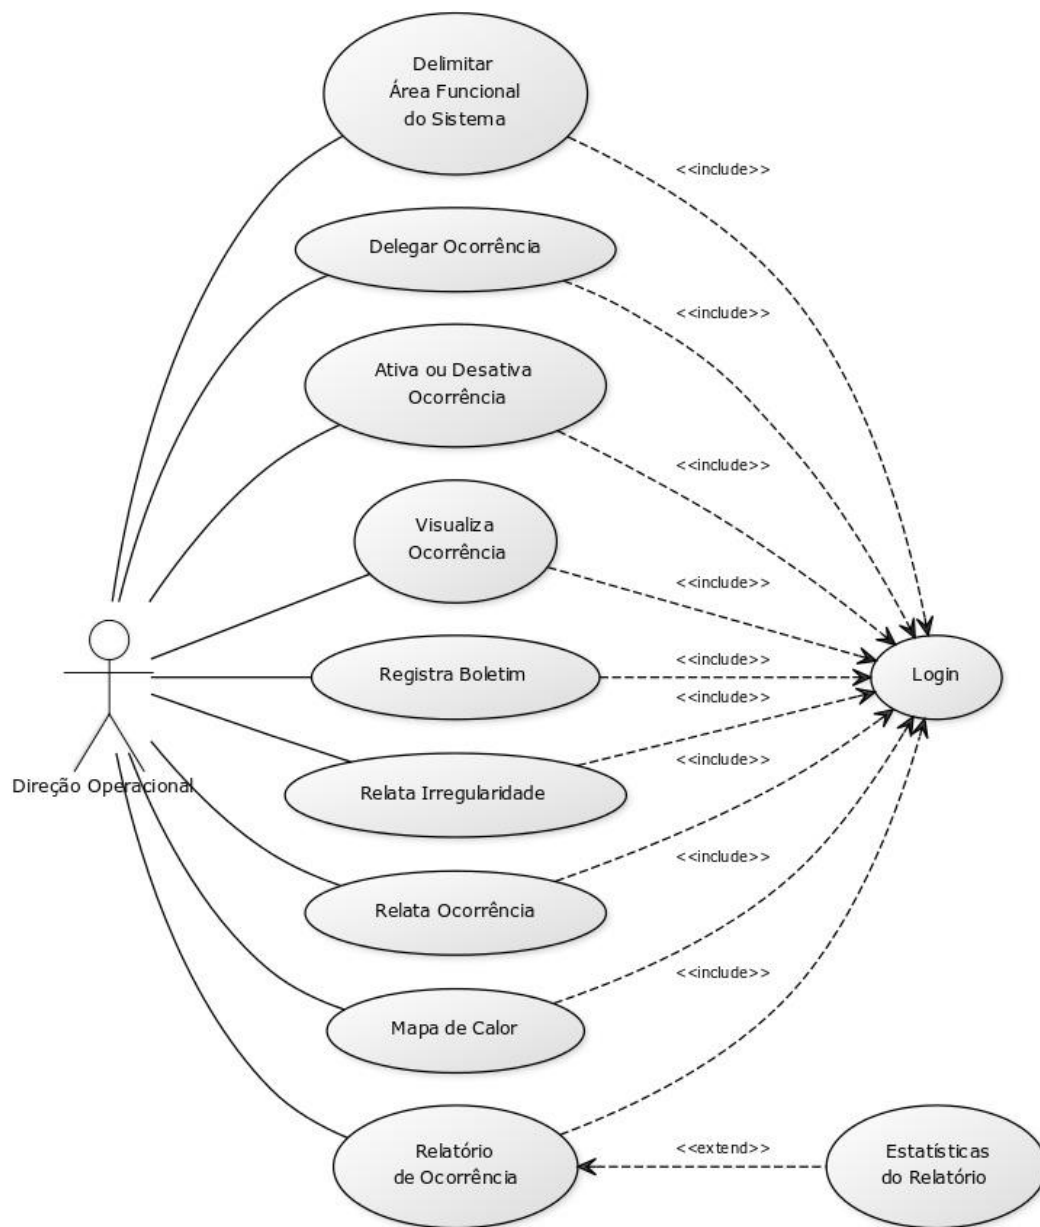 Delimitar
Área Funcional
do Sistema
<<include>>
Delegar Ocorrência
<<include>>
Ativa ou Desativa
Ocorrência
<<include>>
Visualiza
Ocorrência
<<include>>
Registra Boletim
<<include>>
Login
<<include>>
Direção Operacional
Relata Irregularidade
<<include>>
Relata Ocorrência
<<include>>
Mapa de Calor
<<include>>
Relatório
de Ocorrência
<<extend>>
Estatísticas
do Relatório